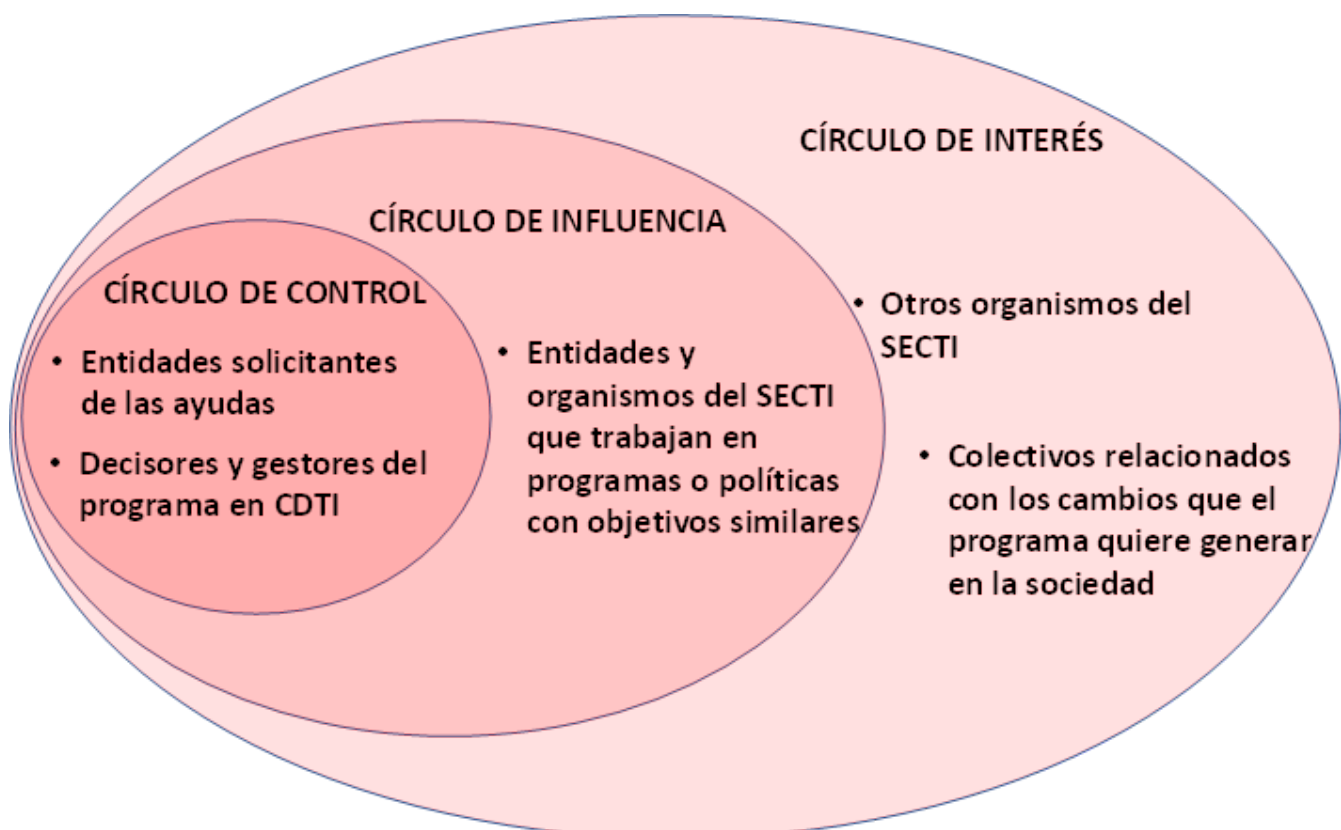 CÍRCULO DE INTERÉS
CÍRCULO DE INFLUENCIA
CÍRCULO DE CONTROL
• Entidades solicitantes
de las ayudas
• Decisores y gestores del
programa en CDTI
• Entidades y
organismos del SECTI
que trabajan en
programas o políticas
con objetivos similares
• Otros organismos del
SECTI
• Colectivos relacionados
con los cambios que el
programa quiere generar
en la sociedad